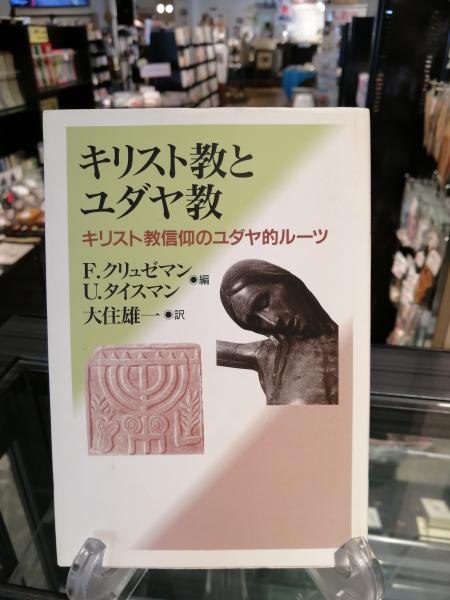 キリスト教と
ユダヤ教
キリスト教信仰のユダヤ的ルーツ
F.クリュゼマン
U.タイスマン
◉編
大住雄一◉訳